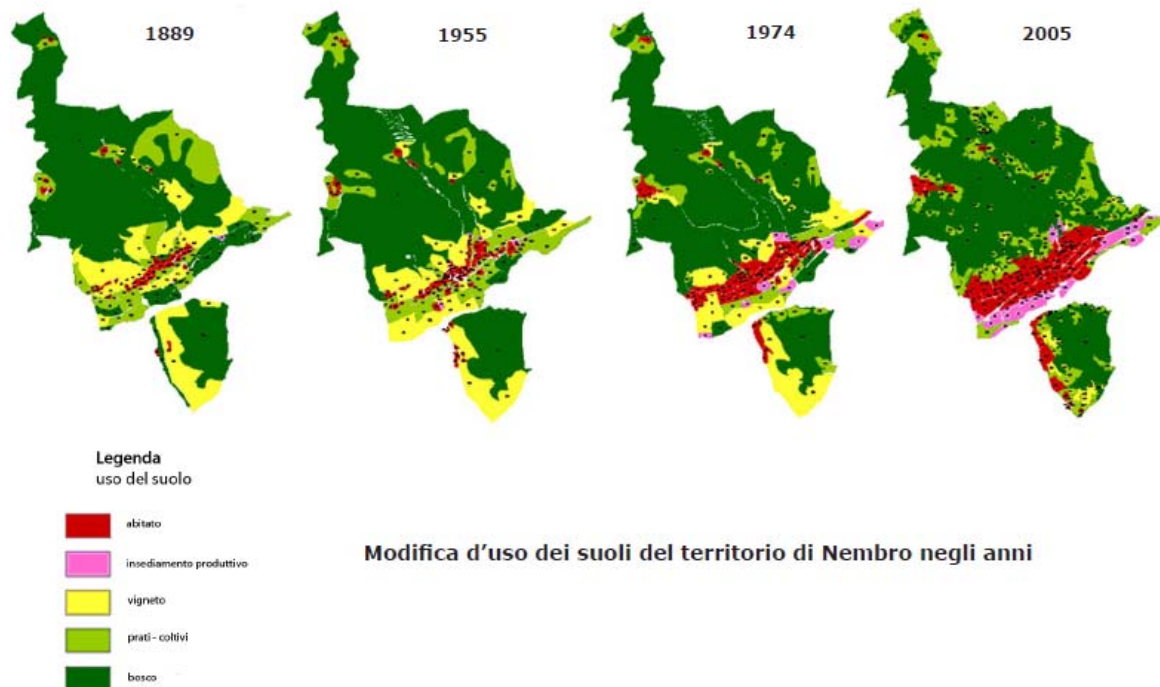 1889
1955
1974
2005
Legenda
uso del suolo
abitato
insediamento produttivo
vigneto
prati - coltivi
bosco
Modifica d'uso dei suoli del territorio di Nembro negli anni